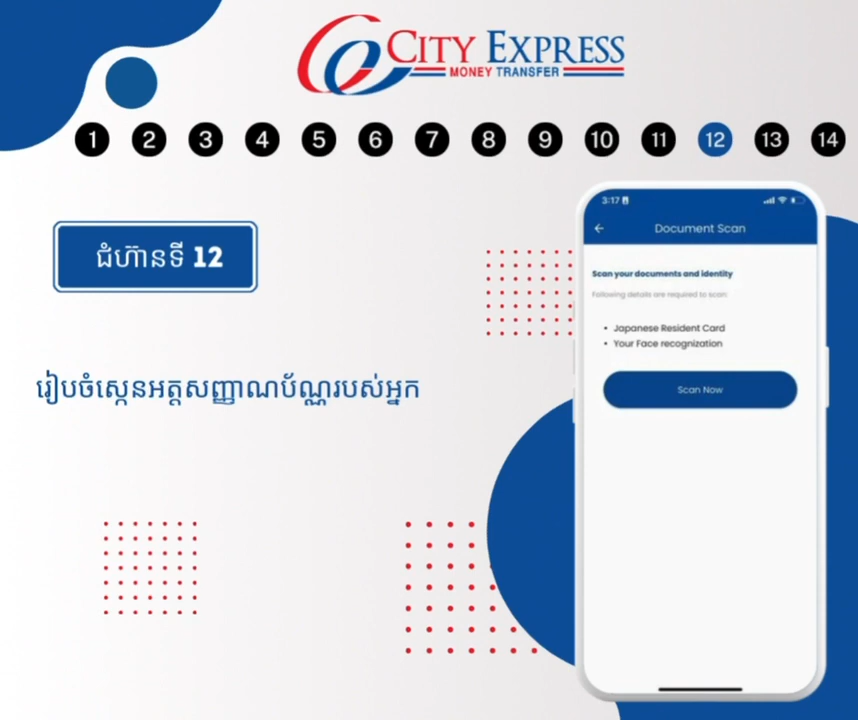 CITY EXPRESS
MONEY TRANSFER
1 2 3 4 5 6 7 8 9 10 11 12 13 14
ជំហ៊ានទី 12
រៀបចំស្កេនអត្តសញ្ញាណប័ណ្ណរបស់អ្នក
3:17
Document Scan
Scan your documents and identity
Following details are required to scan:
• Japanese Resident Card
• Your Face recognization
Scan Now